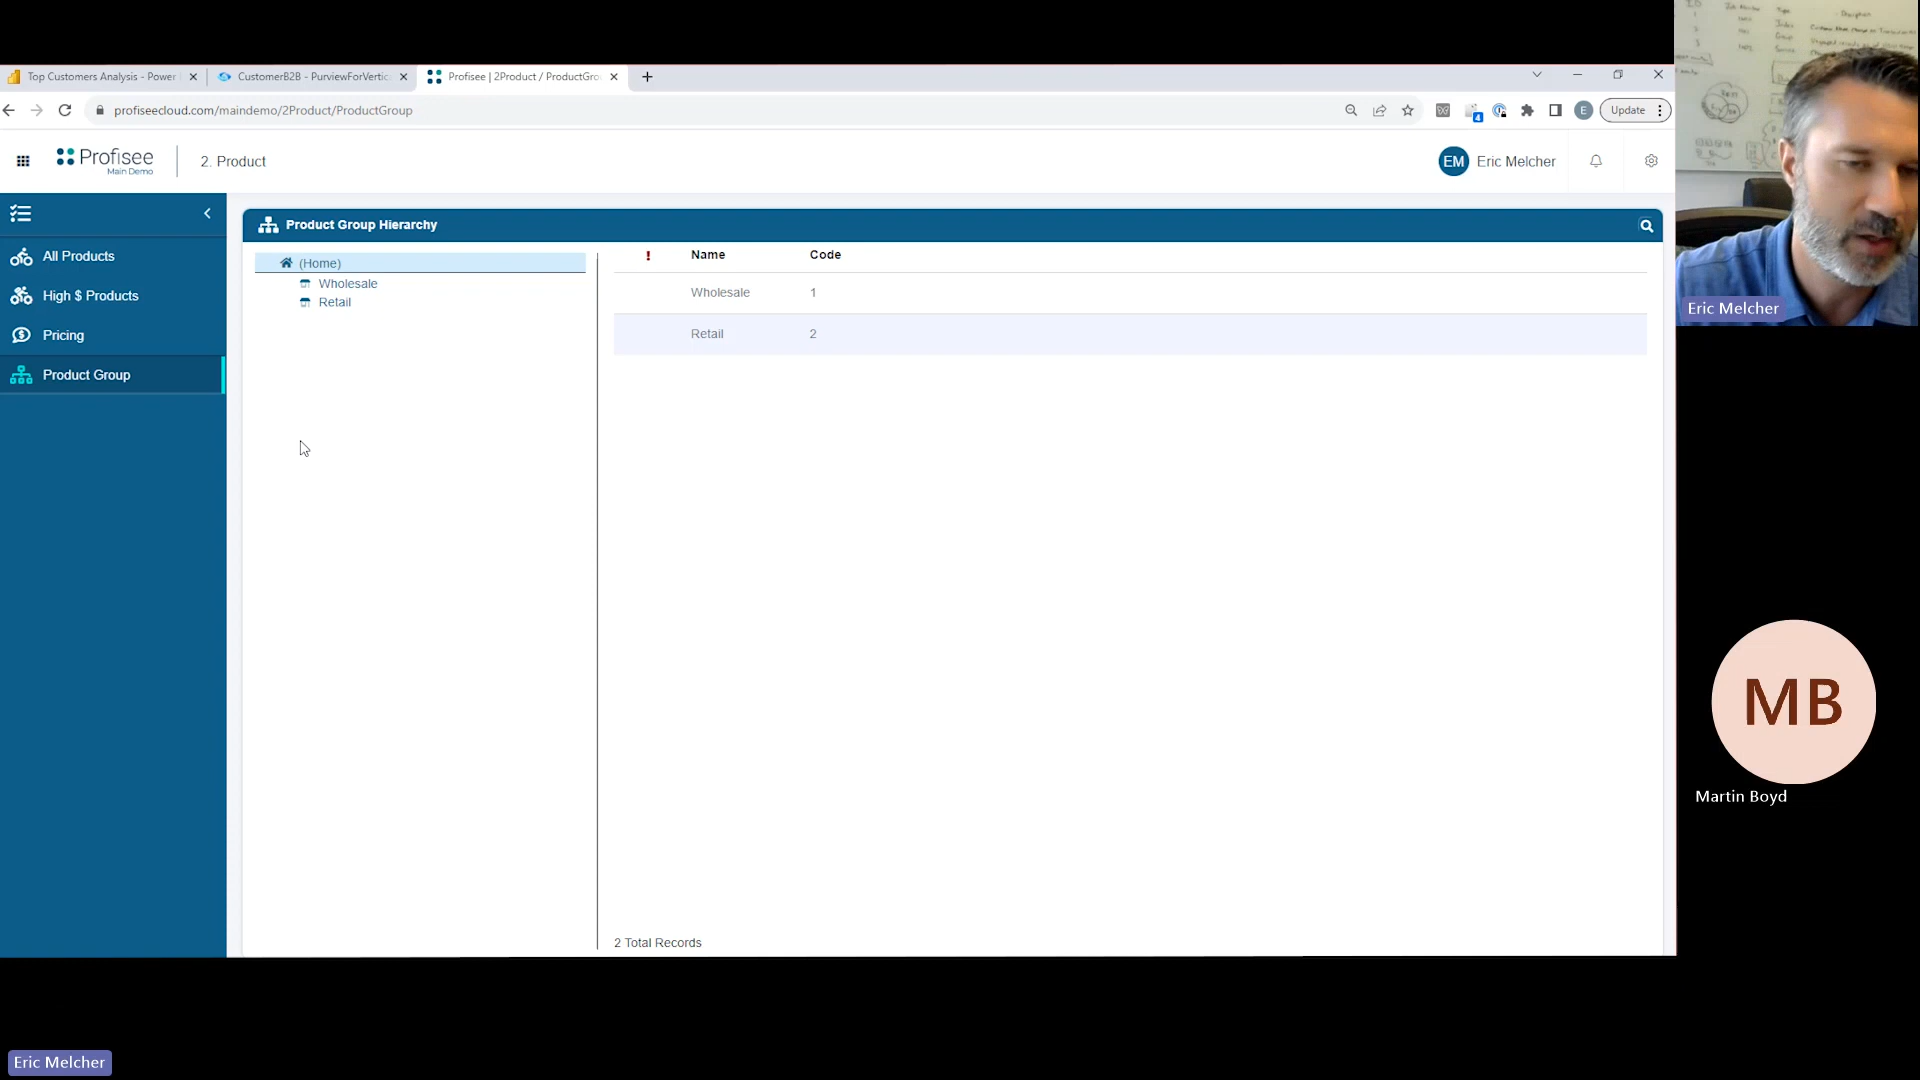 Top Customers Analysis - Power
CustomerB2B - PurviewForVertic
Profisee | 2Product / ProductGro
profiseecloud.com/maindemo/2Product/ProductGroup
4
E
Update
Profisee
Main Demo
2. Product
EM
Eric Melcher
All Products
High $ Products
Pricing
Product Group
Product Group Hierarchy
(Home)
Wholesale
Retail
! Name Code
Wholesale 1
Retail 2
2 Total Records
Eric Melcher
MB
Martin Boyd
Eric Melcher